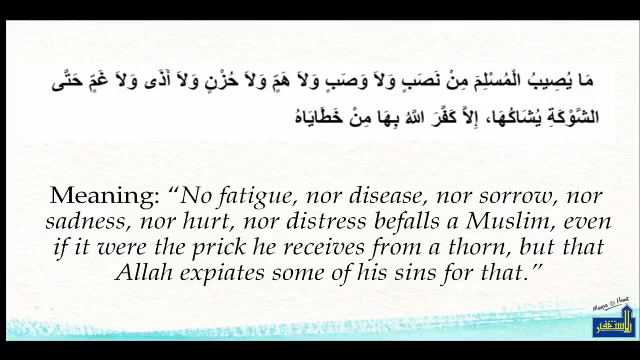 مَا يُصِيبُ الْمُسْلِمَ مِنْ نَصَبٍ وَلاَ وَصَبٍ وَلاَ هَمٍّ وَلاَ حُزْنٍ وَلاَ أَذًى وَلاَ غَمٍّ حَتَّى
الشَّوْكَةِ يُشَاكُهَا، إِلاَّ كَفَّرَ اللَّهُ بِهَا مِنْ خَطَايَاهُ
Meaning: “No fatigue, nor disease, nor sorrow, nor
sadness, nor hurt, nor distress befalls a Muslim, even
if it were the prick he receives from a thorn, but that
Allah expiates some of his sins for that.”